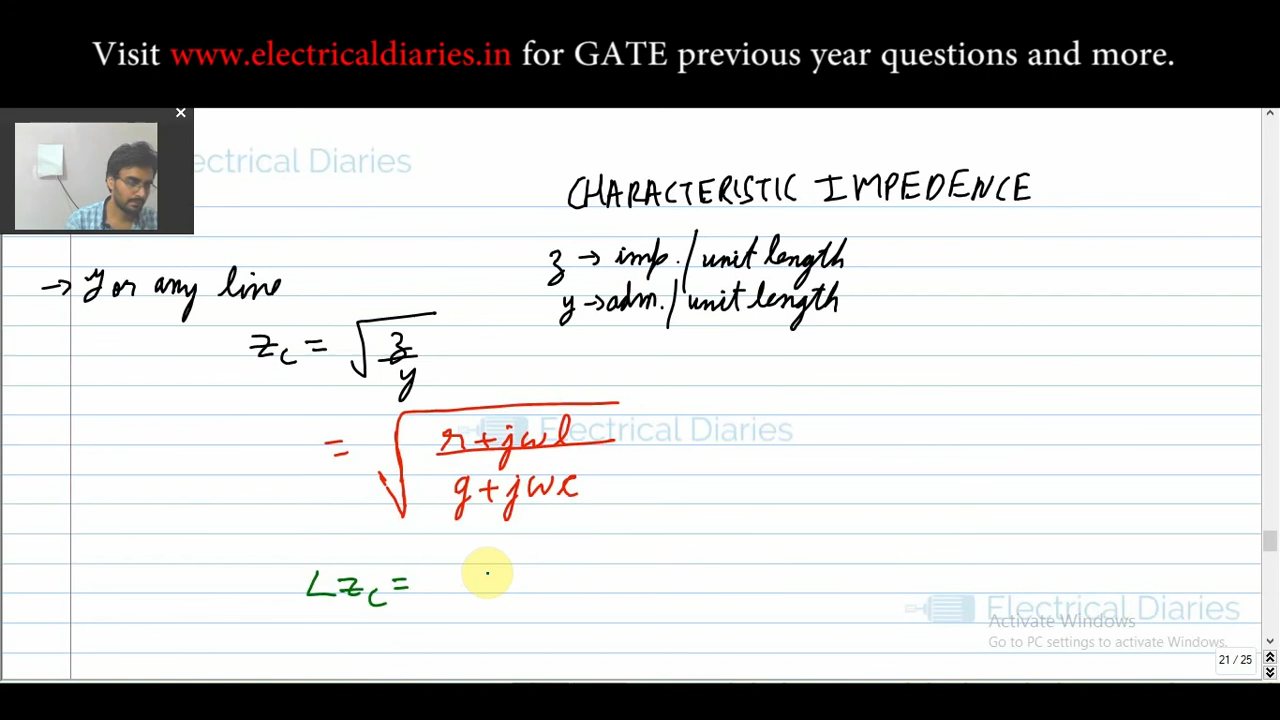 Visit www.electricaldiaries.in for GATE previous year questions and more.
ectrical Diaries
CHARACTERISTIC IMPEDENCE
z → imp./unit length
y → adm./unit length
→ For any line
Zc = √(z/y)
Electrical Diaries
= √((r+jωl)/(g+jωc))
∠Zc =
Electrical Diaries
Activate Windows
Go to PC settings to activate Windows.
21 / 25